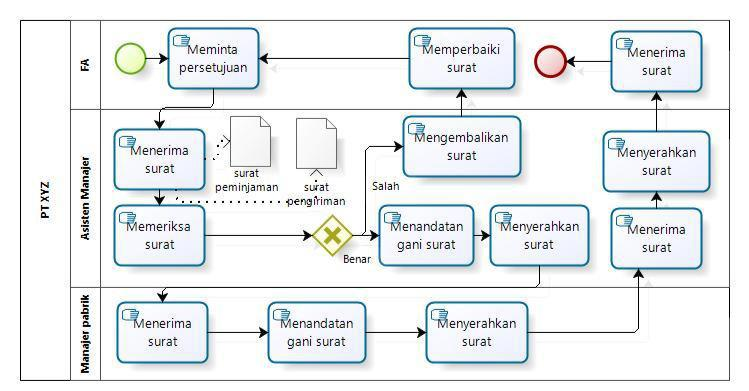 PT XYZ
FA
Meminta
persetujuan
Memperbaiki
surat
Menerima
surat
Asisten Manajer
Menerima
surat
surat
peminjaman
surat
pengiriman
Salah
Mengembalikan
surat
Menyerahkan
surat
Memeriksa
surat
Benar
Menandatan
gani surat
Menyerahkan
surat
Menerima
surat
Manajer pabrik
Menerima
surat
Menandatan
gani surat
Menyerahkan
surat